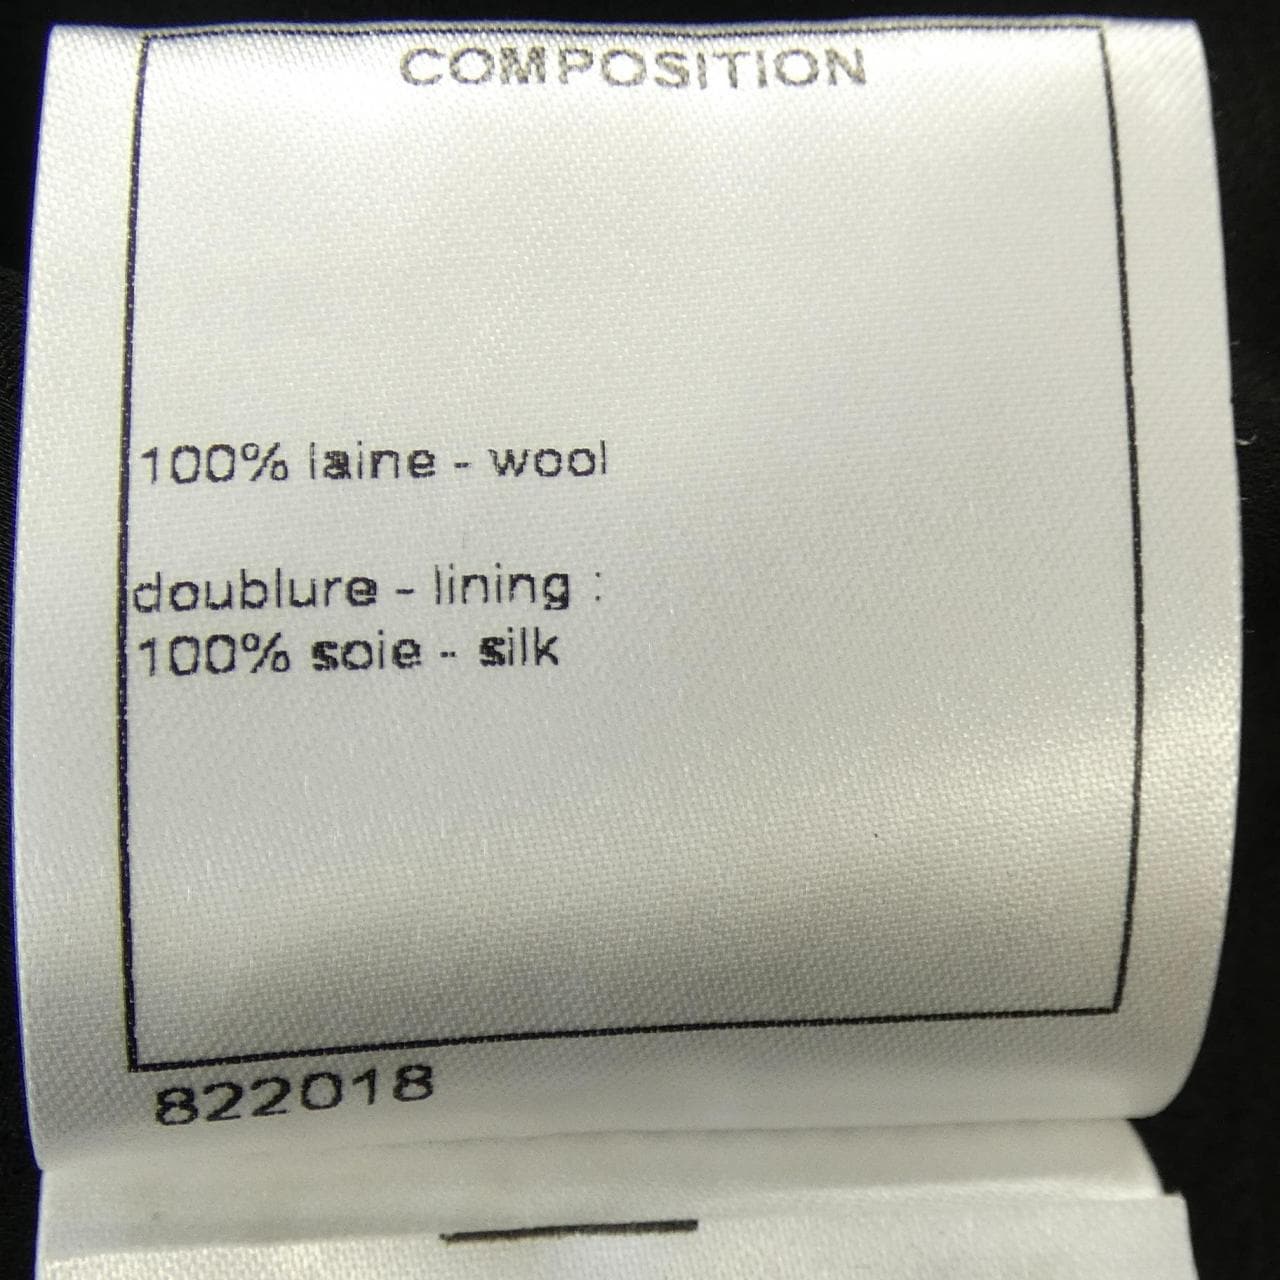 COMPOSITION
100% laine - wool
doublure - lining :
100% soie - silk
822018